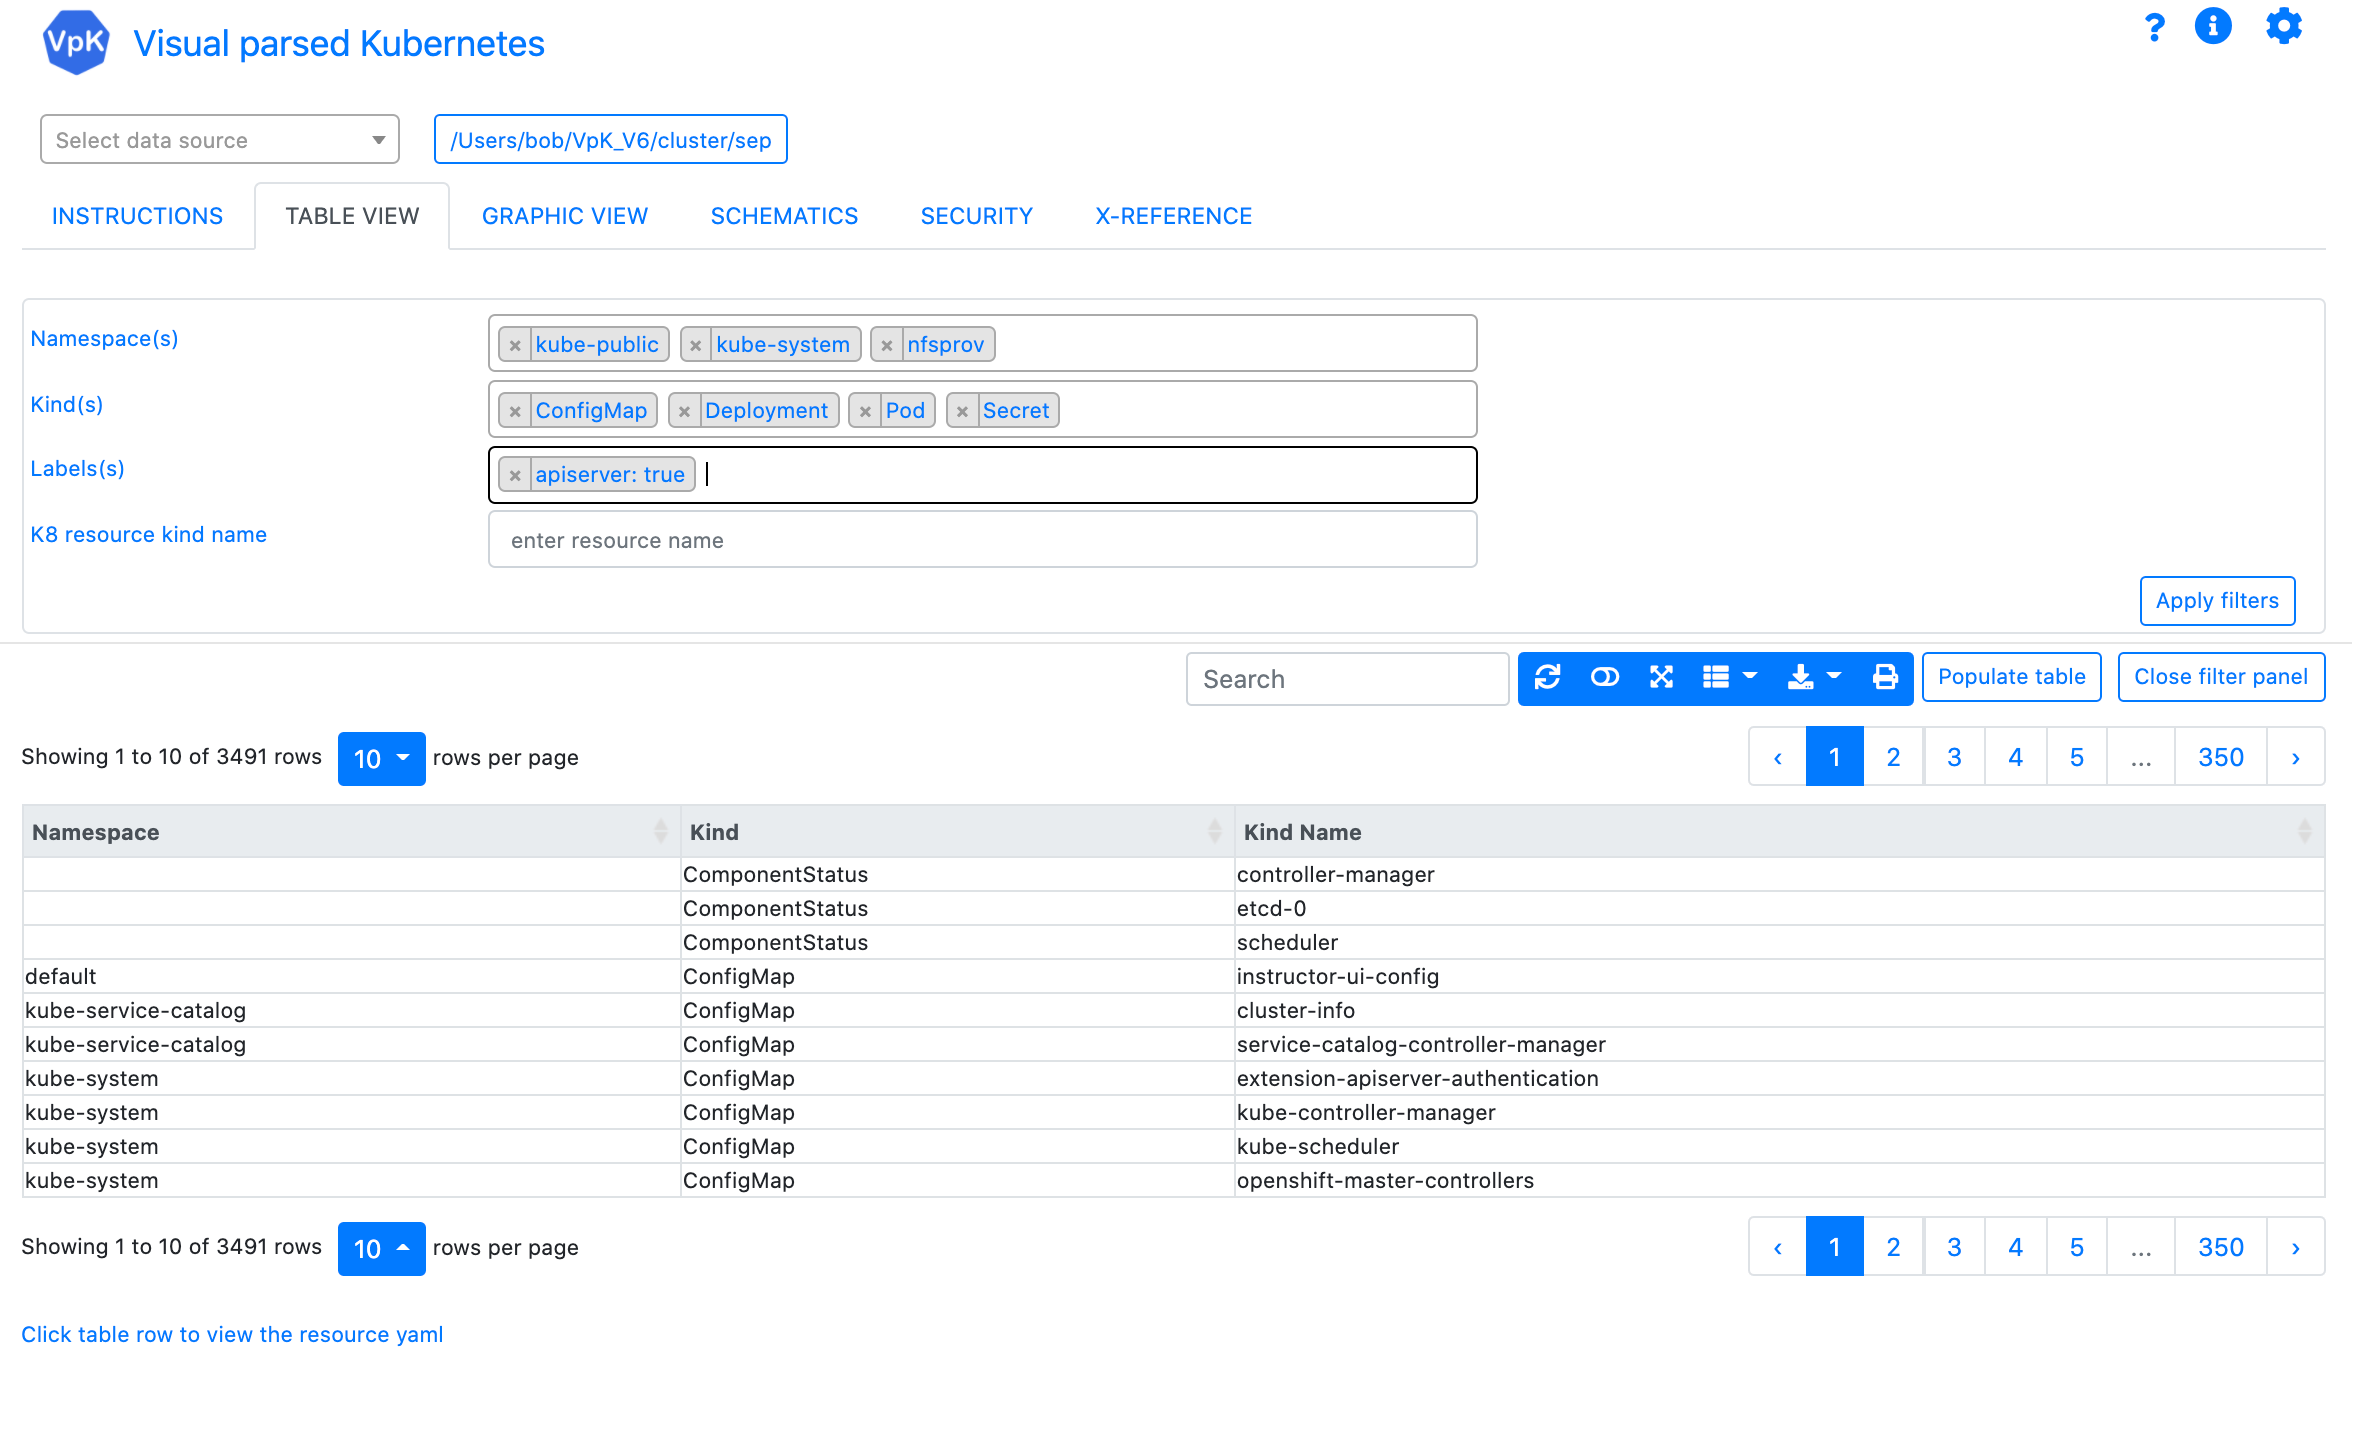 VpK Visual parsed Kubernetes ?
Select data source /Users/bob/VpK_V6/cluster/sep
INSTRUCTIONS TABLE VIEW GRAPHIC VIEW SCHEMATICS SECURITY X-REFERENCE
Namespace(s) × kube-public × kube-system × nfsprov
Kind(s) × ConfigMap × Deployment × Pod × Secret
Labels(s) × apiserver: true
K8 resource kind name enter resource name
Apply filters
Search Populate table Close filter panel
Showing 1 to 10 of 3491 rows 10 rows per page ‹ 1 2 3 4 5 ... 350 ›
Namespace Kind Kind Name
ComponentStatus controller-manager
ComponentStatus etcd-0
ComponentStatus scheduler
default ConfigMap instructor-ui-config
kube-service-catalog ConfigMap cluster-info
kube-service-catalog ConfigMap service-catalog-controller-manager
kube-system ConfigMap extension-apiserver-authentication
kube-system ConfigMap kube-controller-manager
kube-system ConfigMap kube-scheduler
kube-system ConfigMap openshift-master-controllers
Showing 1 to 10 of 3491 rows 10 rows per page ‹ 1 2 3 4 5 ... 350 ›
Click table row to view the resource yaml